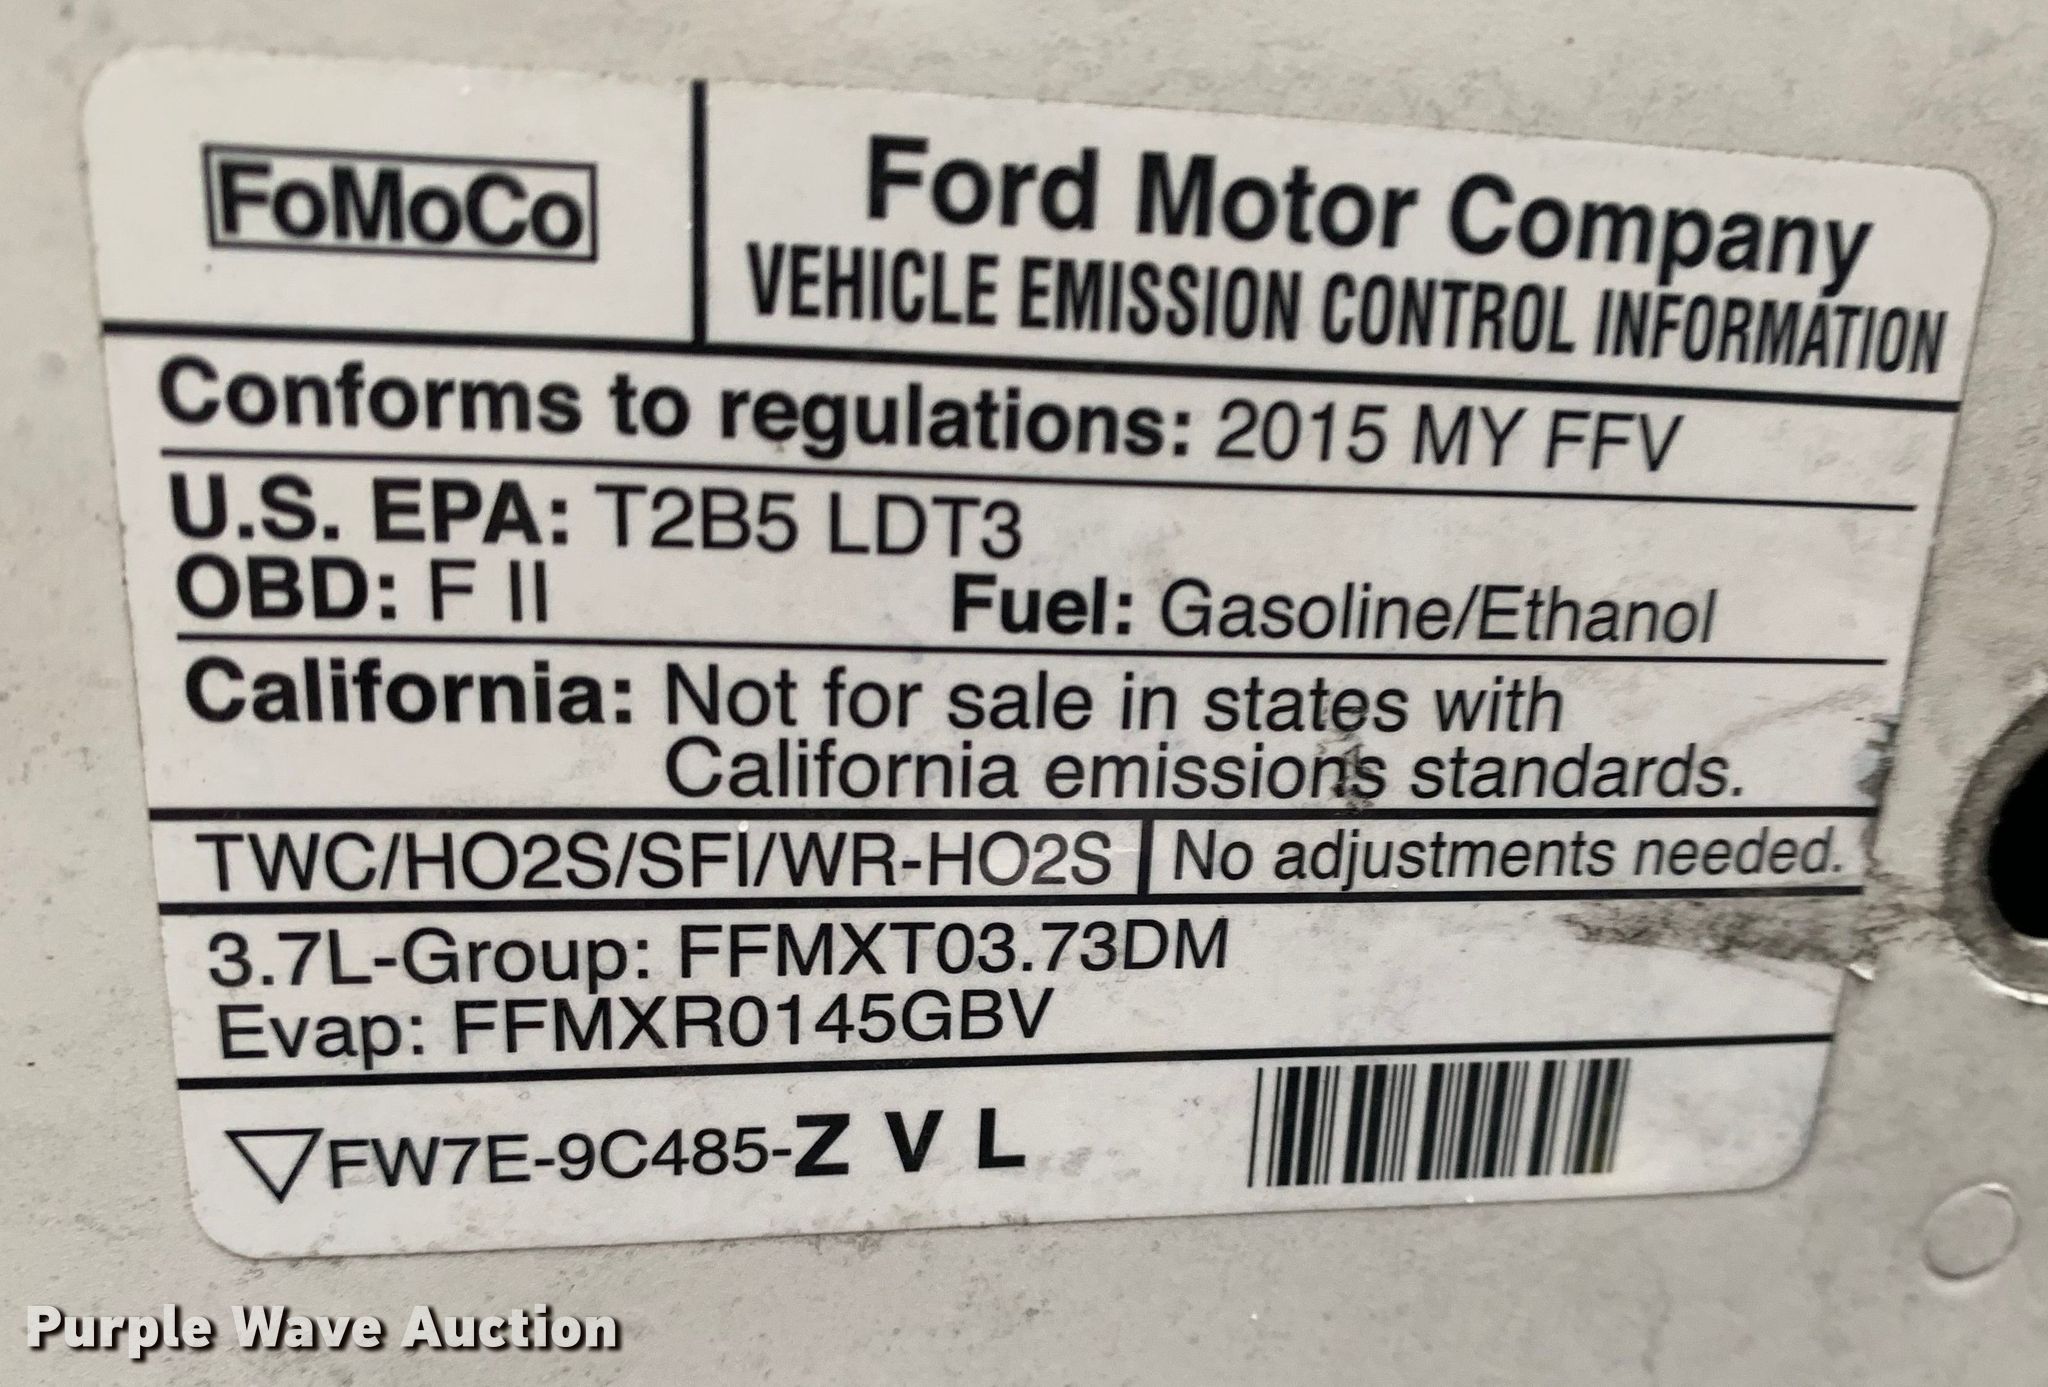 FoMoCo
Ford Motor Company
VEHICLE EMISSION CONTROL INFORMATION
Conforms to regulations: 2015 MY FFV
U.S. EPA: T2B5 LDT3
OBD: F II Fuel: Gasoline/Ethanol
California: Not for sale in states with
California emissions standards.
TWC/HO2S/SFI/WR-HO2S No adjustments needed.
3.7L-Group: FFMXT03.73DM
Evap: FFMXR0145GBV
FW7E-9C485-Z V L
Purple Wave Auction